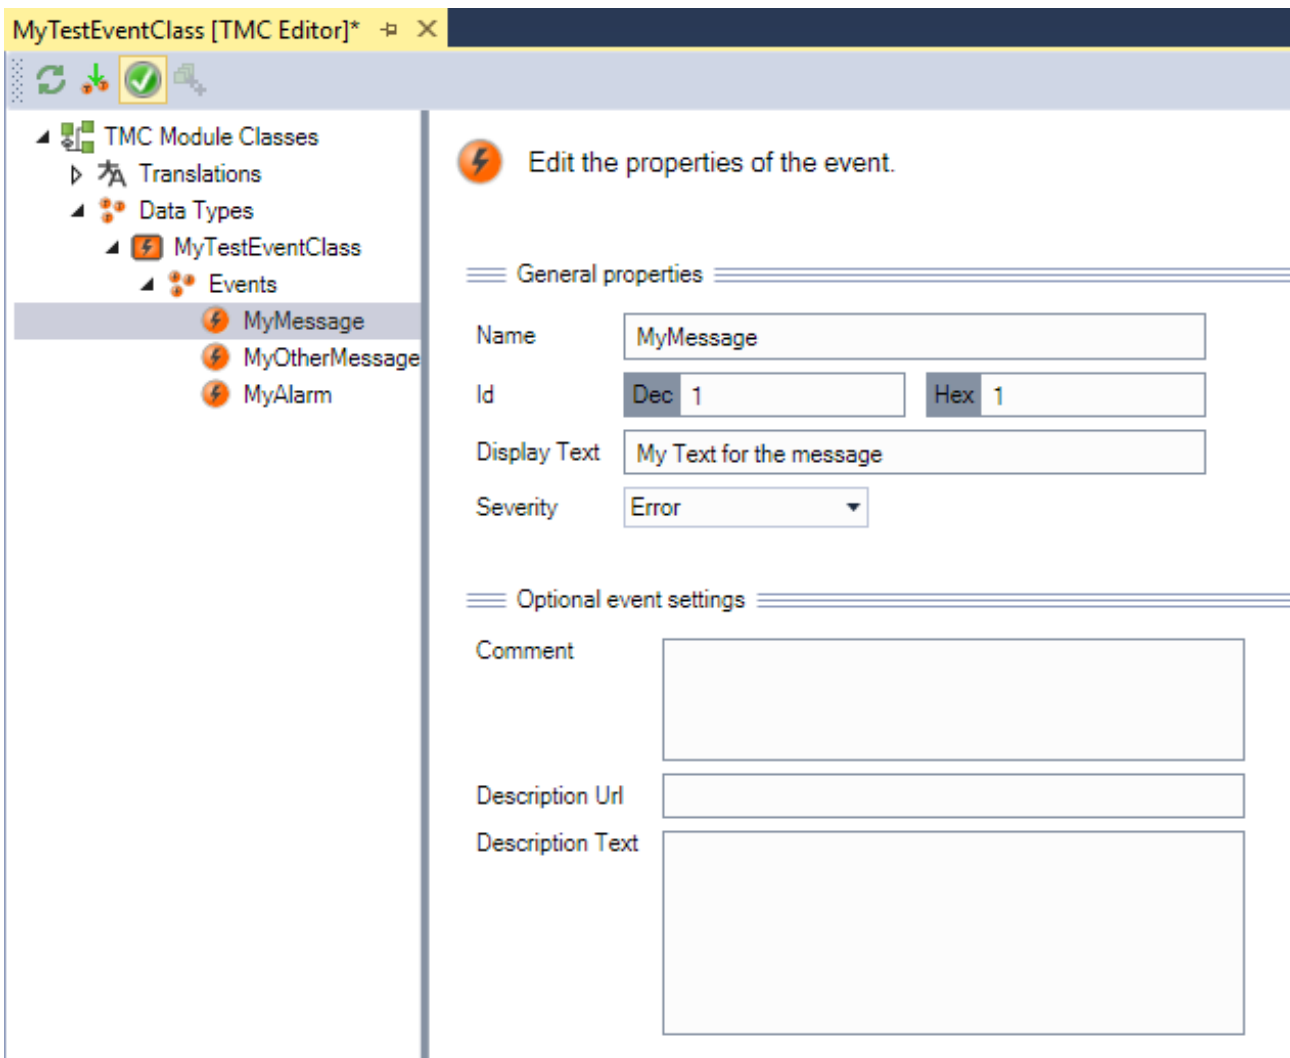 MyTestEventClass [TMC Editor]*
TMC Module Classes
Translations
Data Types
MyTestEventClass
Events
MyMessage
MyOtherMessage
MyAlarm
Edit the properties of the event.
General properties
Name MyMessage
Id Dec 1 Hex 1
Display Text My Text for the message
Severity Error
Optional event settings
Comment
Description Url
Description Text